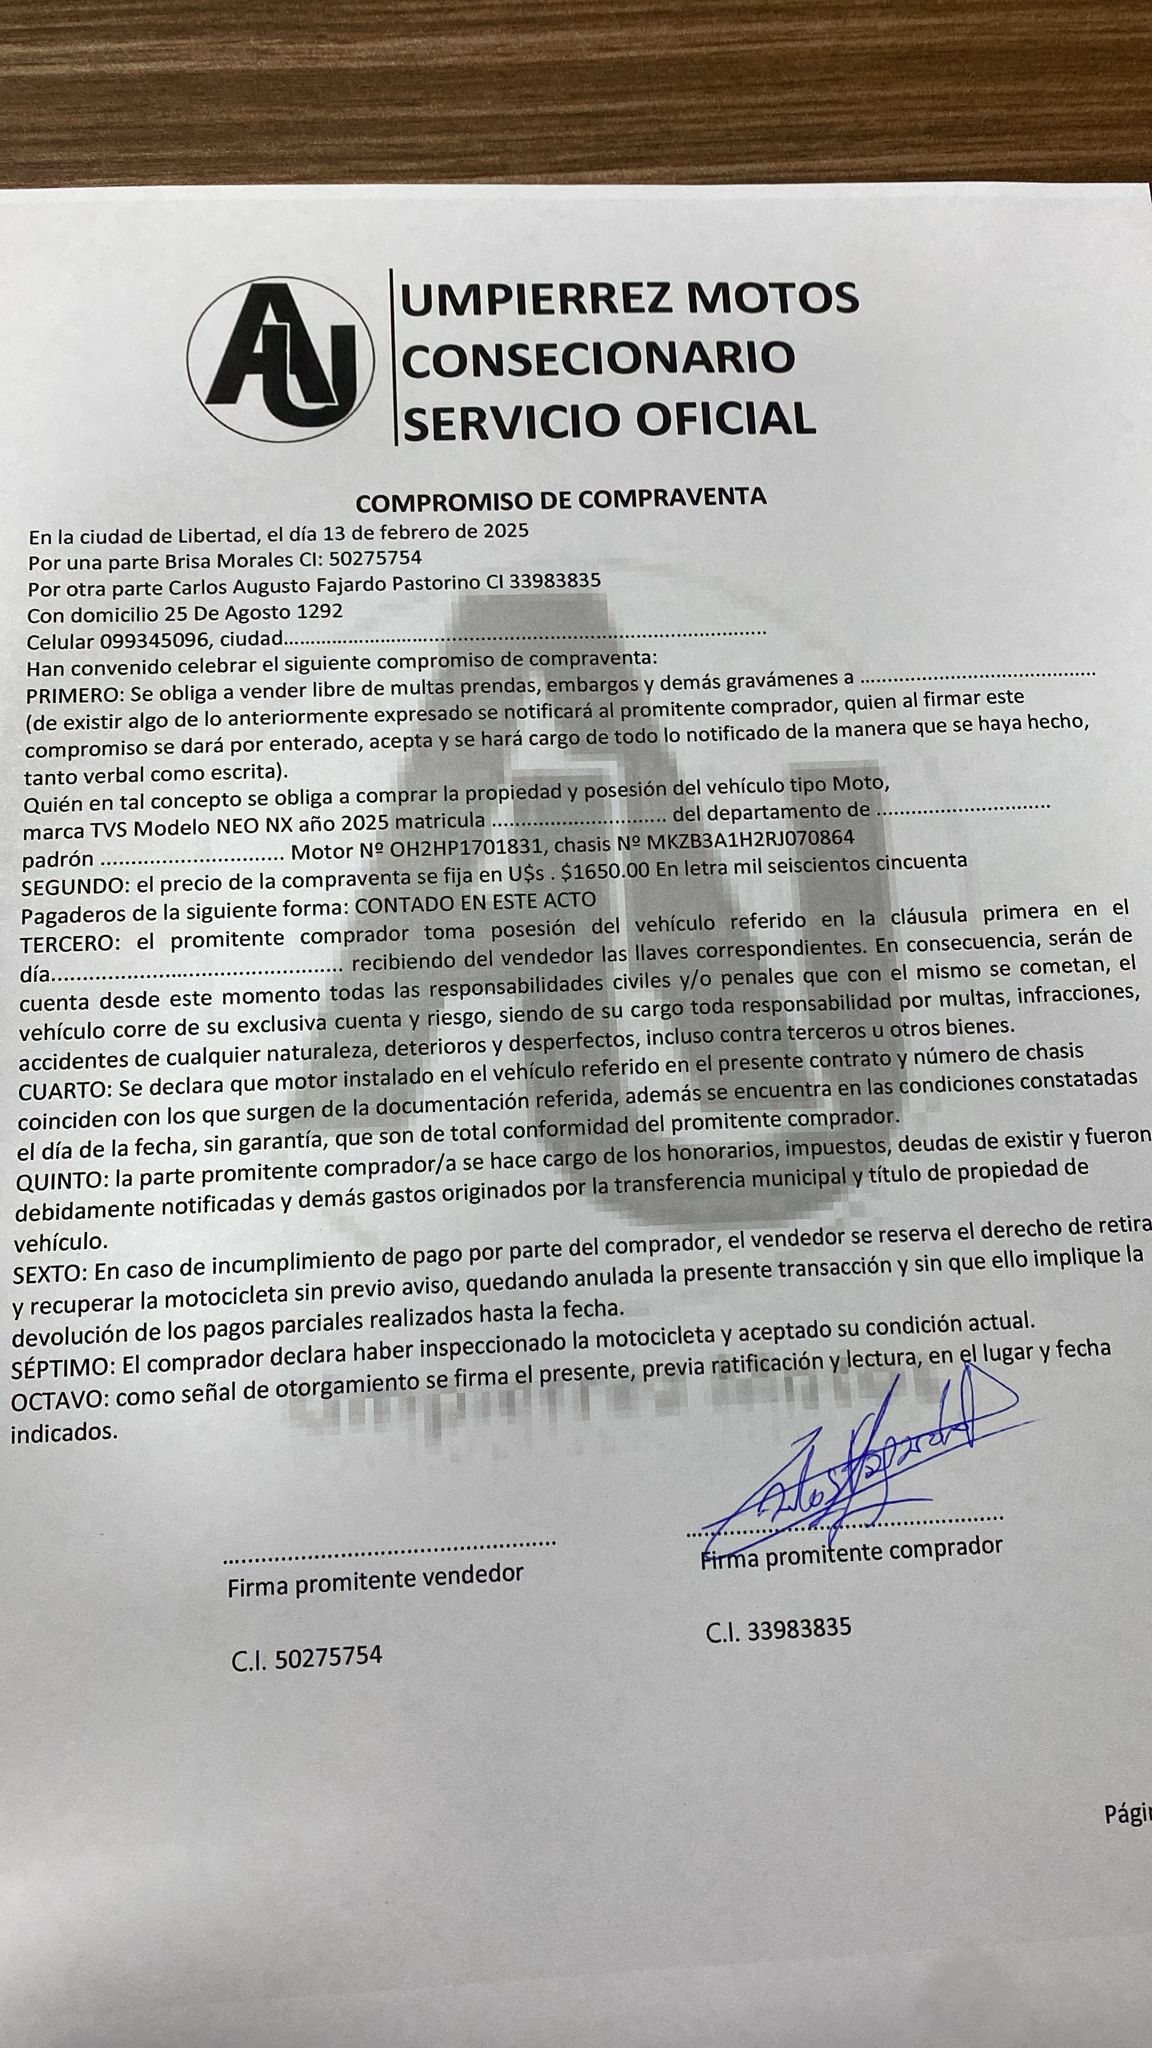 AU
UMPIERREZ MOTOS
CONSECIONARIO
SERVICIO OFICIAL
COMPROMISO DE COMPRAVENTA
En la ciudad de Libertad, el día 13 de febrero de 2025
Por una parte Brisa Morales CI: 50275754
Por otra parte Carlos Augusto Fajardo Pastorino CI 33983835
Con domicilio 25 De Agosto 1292
Celular 099345096, ciudad...............................................................................................
Han convenido celebrar el siguiente compromiso de compraventa:
PRIMERO: Se obliga a vender libre de multas prendas, embargos y demás gravámenes a ..............................................
(de existir algo de lo anteriormente expresado se notificará al promitente comprador, quien al firmar este
compromiso se dará por enterado, acepta y se hará cargo de todo lo notificado de la manera que se haya hecho,
tanto verbal como escrita).
Quién en tal concepto se obliga a comprar la propiedad y posesión del vehículo tipo Moto,
marca TVS Modelo NEO NX año 2025 matricula ................................. del departamento de .................................
padrón ................................... Motor Nº OH2HP1701831, chasis Nº MKZB3A1H2RJ070864
SEGUNDO: el precio de la compraventa se fija en U$s . $1650.00 En letra mil seiscientos cincuenta
Pagaderos de la siguiente forma: CONTADO EN ESTE ACTO
TERCERO: el promitente comprador toma posesión del vehículo referido en la cláusula primera en el
día...................................................... recibiendo del vendedor las llaves correspondientes. En consecuencia, serán de
cuenta desde este momento todas las responsabilidades civiles y/o penales que con el mismo se cometan, el
vehículo corre de su exclusiva cuenta y riesgo, siendo de su cargo toda responsabilidad por multas, infracciones,
accidentes de cualquier naturaleza, deterioros y desperfectos, incluso contra terceros u otros bienes.
CUARTO: Se declara que motor instalado en el vehículo referido en el presente contrato y número de chasis
coinciden con los que surgen de la documentación referida, además se encuentra en las condiciones constatadas
el día de la fecha, sin garantía, que son de total conformidad del promitente comprador.
QUINTO: la parte promitente comprador/a se hace cargo de los honorarios, impuestos, deudas de existir y fueron
debidamente notificadas y demás gastos originados por la transferencia municipal y título de propiedad de
vehículo.
SEXTO: En caso de incumplimiento de pago por parte del comprador, el vendedor se reserva el derecho de retira
y recuperar la motocicleta sin previo aviso, quedando anulada la presente transacción y sin que ello implique la
devolución de los pagos parciales realizados hasta la fecha.
SÉPTIMO: El comprador declara haber inspeccionado la motocicleta y aceptado su condición actual.
OCTAVO: como señal de otorgamiento se firma el presente, previa ratificación y lectura, en el lugar y fecha
indicados.
Firma promitente vendedor
Firma promitente comprador
C.I. 50275754
C.I. 33983835
Págin